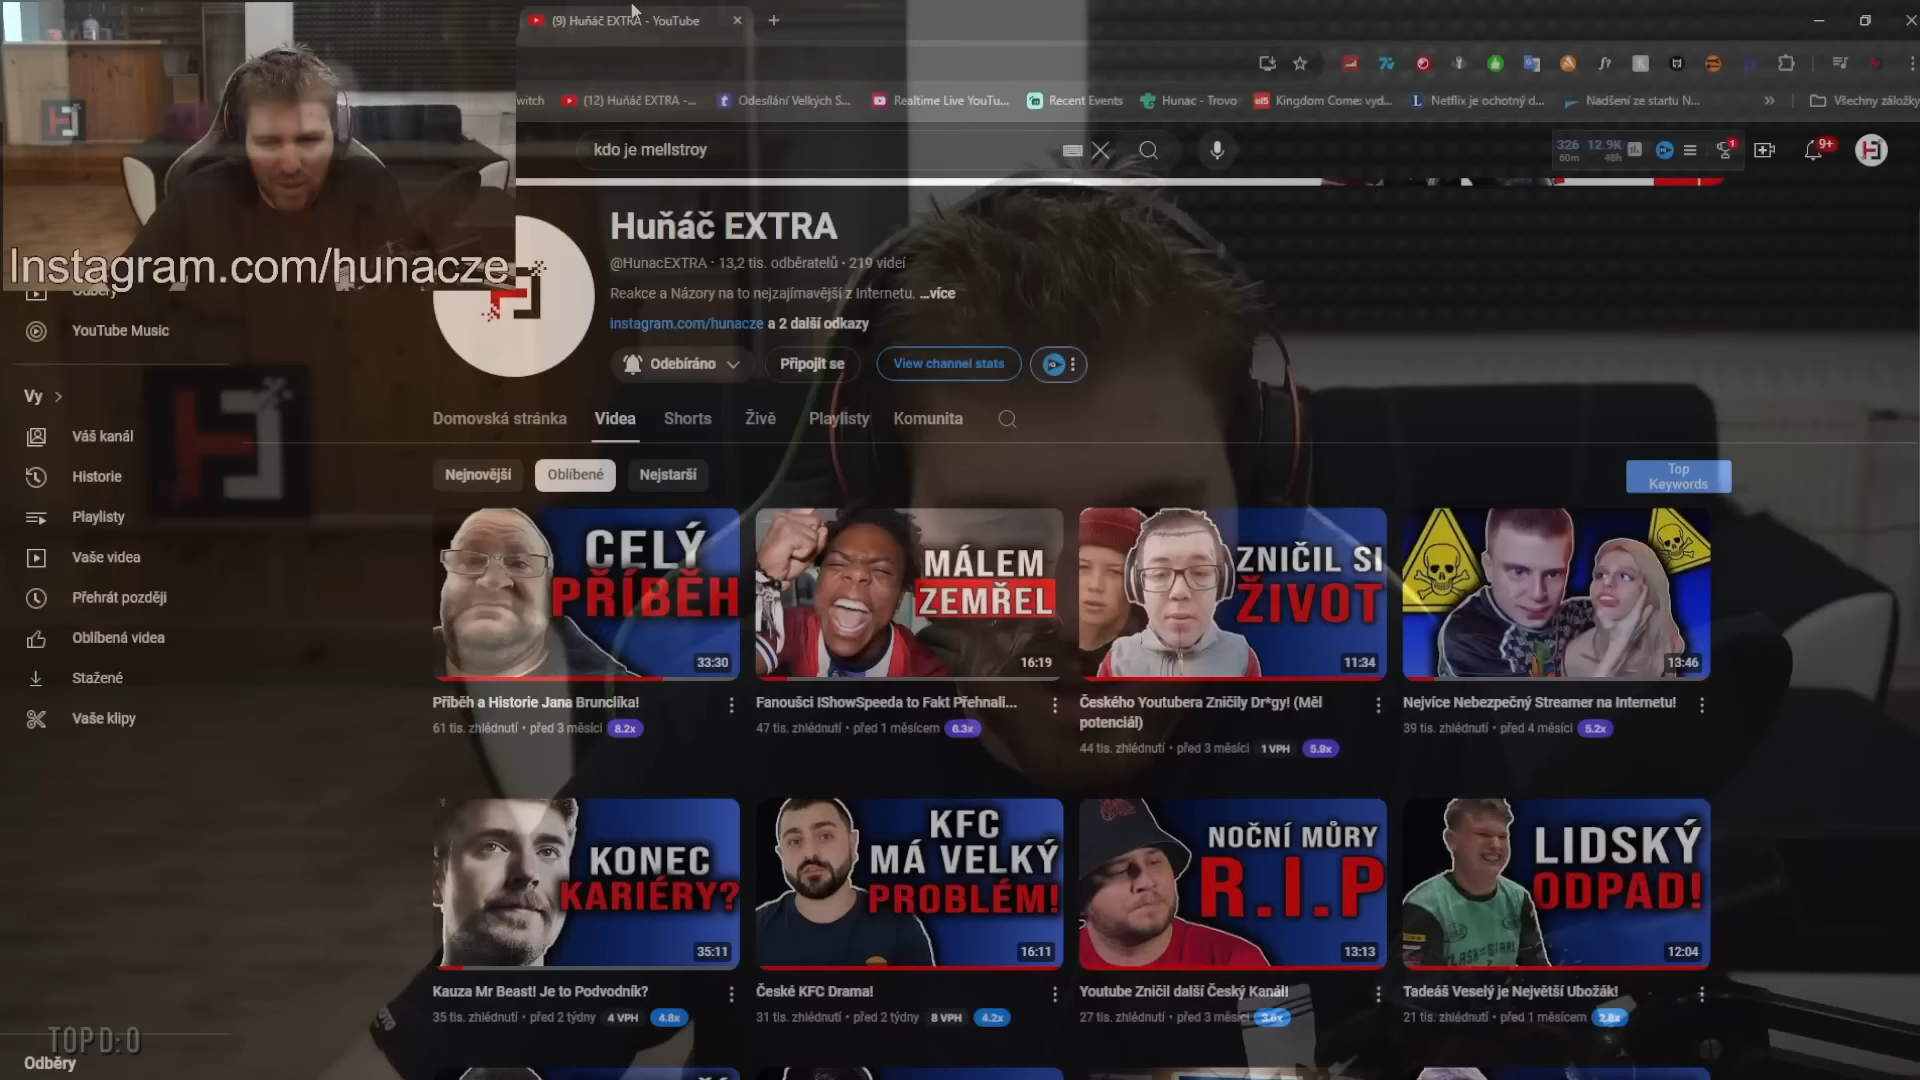 (9) Huňáč EXTRA - YouTube
witch
(12) Huňáč EXTRA -...
Odesílání Velkých S...
Realtime Live YouTu...
Recent Events
Hunac - Trovo
Kingdom Come: vyd...
Netflix je ochotný d...
Nadšení ze startu N...
Všechny záložky
kdo je mellstroy
326
60m
12.9K
48h
1
9+
Instagram.com/hunacze
Huňáč EXTRA
@HunacEXTRA · 13,2 tis. odběratelů · 219 videí
Reakce a Názory na to nejzajímavější z Internetu. ...více
instagram.com/hunacze a 2 další odkazy
Odebíráno
Připojit se
View channel stats
Domovská stránka
Videa
Shorts
Živě
Playlisty
Komunita
Nejnovější
Oblíbené
Nejstarší
Top
Keywords
Odběry
YouTube Music
Vy
Váš kanál
Historie
Playlisty
Vaše videa
Přehrát později
Oblíbená videa
Stažené
Vaše klipy
TOP D: 0
Odběry
CELÝ
PŘÍBĚH
33:30
Příběh a Historie Jana Brunclíka!
61 tis. zhlédnutí • před 3 měsíci 8.2x
MÁLEM
ZEMŘEL
16:19
Fanoušci IShowSpeeda to Fakt Přehnali...
47 tis. zhlédnutí • před 1 měsícem 6.3x
ZNIČIL SI
ŽIVOT
11:34
Českého Youtubera Zničily Dr*gy! (Měl
potenciál)
44 tis. zhlédnutí • před 3 měsíci 1 VPH 5.9x
13:46
Nejvíce Nebezpečný Streamer na Internetu!
39 tis. zhlédnutí • před 4 měsíci 5.2x
KONEC
KARIÉRY?
35:11
Kauza Mr Beast! Je to Podvodník?
35 tis. zhlédnutí • před 2 týdny 4 VPH 4.8x
KFC
MÁ VELKÝ
PROBLÉM!
16:11
České KFC Drama!
31 tis. zhlédnutí • před 2 týdny 8 VPH 4.2x
NOČNÍ MŮRY
R.I.P
13:13
Youtube Zničil další Český Kanál!
27 tis. zhlédnutí • před 3 měsíci 3.6x
LIDSKÝ
ODPAD!
12:04
Tadeáš Veselý je Největší Ubožák!
21 tis. zhlédnutí • před 1 měsícem 2.8x